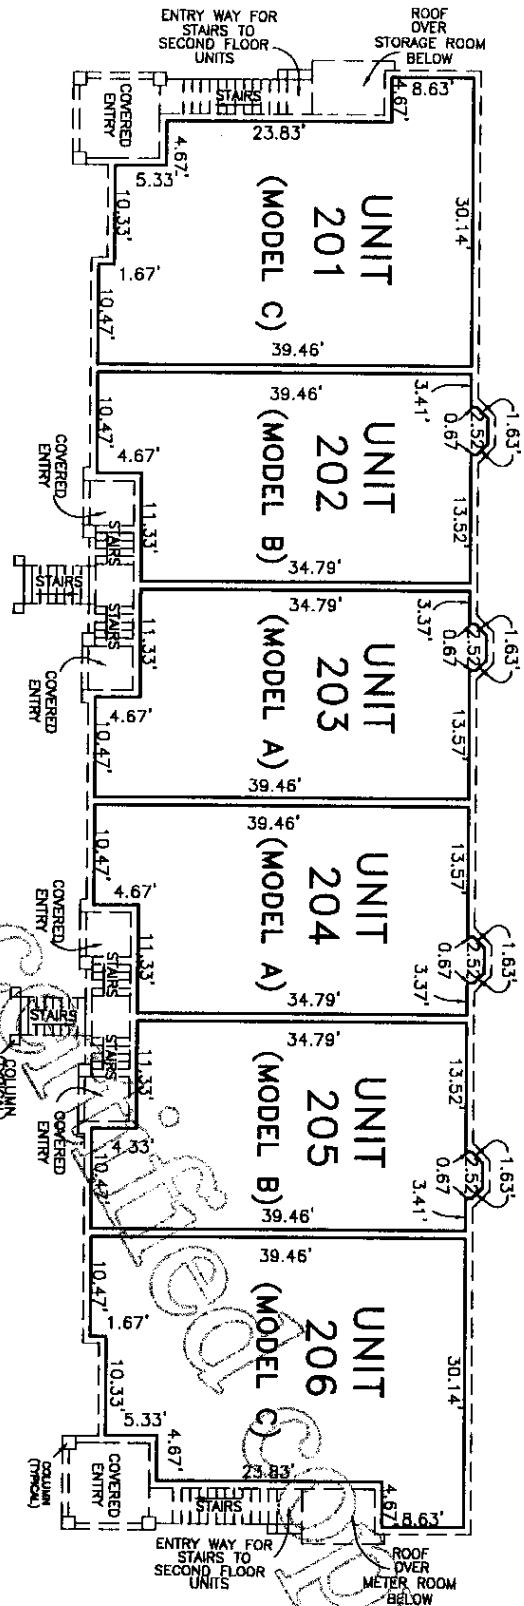 ENTRY WAY FOR
STAIRS TO
SECOND FLOOR
UNITS
ROOF
OVER
STORAGE ROOM
BELOW
COVERED
ENTRY
STAIRS
4.67'
8.63'
23.83'
4.67'
5.33'
10.33'
1.67'
10.47'
30.14'
UNIT
201
(MODEL C)
39.46'
39.46'
3.41'
1.63'
2.52
0.67
10.47'
4.67'
UNIT
202
(MODEL B)
13.52'
11.33'
34.79'
COVERED
ENTRY
STAIRS
STAIRS
STAIRS
34.79'
3.37'
1.63'
2.52
0.67
11.33'
UNIT
203
(MODEL A)
13.57'
4.67'
10.47'
39.46'
COVERED
ENTRY
39.46'
10.47'
13.57'
UNIT
204
(MODEL A)
4.67'
11.33'
1.63'
2.52
0.67
3.37'
34.79'
COVERED
ENTRY
STAIRS
STAIRS
STAIRS
COLUMN
34.79'
11.33'
13.52'
UNIT
205
(MODEL B)
4.33'
10.47'
1.63'
2.52
0.67
3.41'
39.46'
COVERED
ENTRY
39.46'
10.47'
1.67'
UNIT
206
(MODEL C)
30.14'
10.33'
5.33'
4.67'
23.83'
4.67'
8.63'
COLUMN
(TYPICAL)
COVERED
ENTRY
STAIRS
ENTRY WAY FOR
STAIRS TO
SECOND FLOOR
UNITS
ROOF
OVER
METER ROOM
BELOW